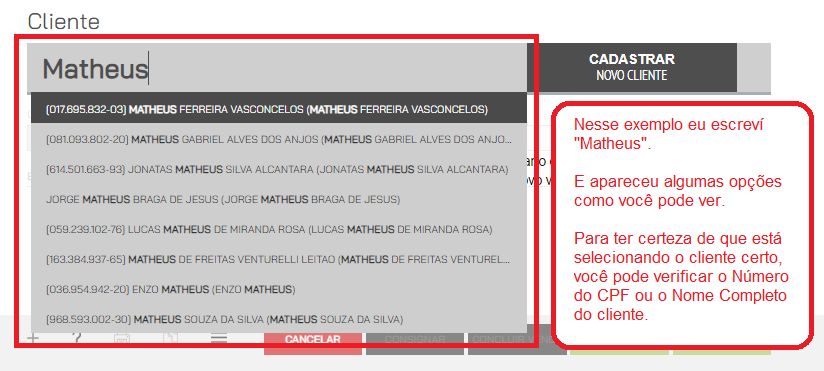 Cliente
Matheus
CADASTRAR
NOVO CLIENTE
[017.695.832-03] MATHEUS FERREIRA VASCONCELOS (MATHEUS FERREIRA VASCONCELOS)
[081.093.802-20] MATHEUS GABRIEL ALVES DOS ANJOS (MATHEUS GABRIEL ALVES DOS ANJO...
[614.501.663-93] JONATAS MATHEUS SILVA ALCANTARA (JONATAS MATHEUS SILVA ALCANTARA)
JORGE MATHEUS BRAGA DE JESUS (JORGE MATHEUS BRAGA DE JESUS)
[059.239.102-76] LUCAS MATHEUS DE MIRANDA ROSA (LUCAS MATHEUS DE MIRANDA ROSA)
[163.384.937-65] MATHEUS DE FREITAS VENTURELLI LEITAO (MATHEUS DE FREITAS VENTUREL...
[036.954.942-20] ENZO MATHEUS (ENZO MATHEUS)
[968.593.002-30] MATHEUS SOUZA DA SILVA (MATHEUS SOUZA DA SILVA)
Nesse exemplo eu escreví
"Matheus".
E apareceu algumas opções
como você pode ver.
Para ter certeza de que está
selecionando o cliente certo,
você pode verificar o Número
do CPF ou o Nome Completo
do cliente.
CANCELAR
CONSIGNAR
CONCLUIR